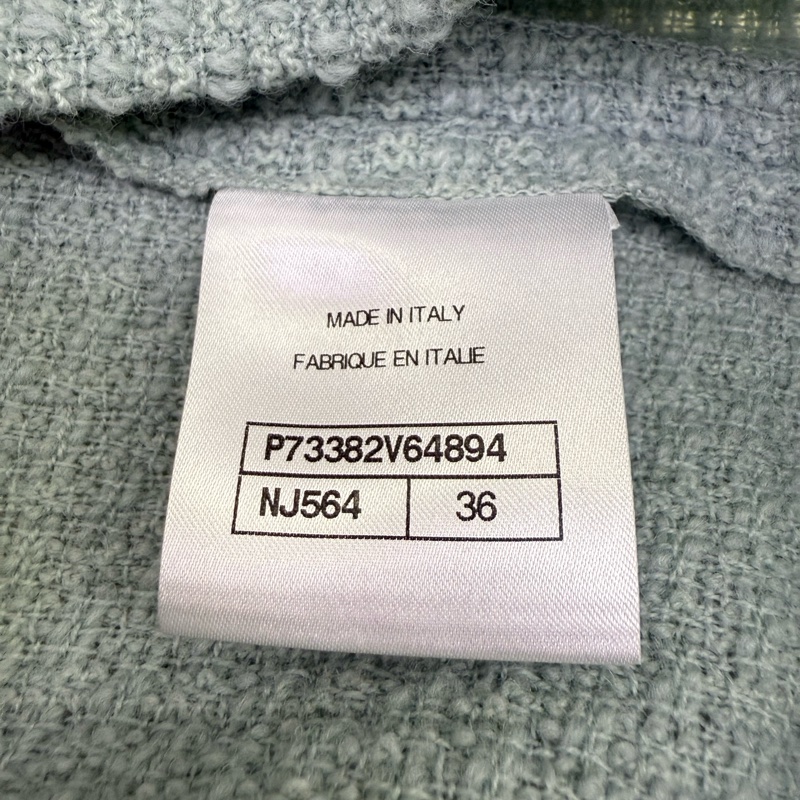 MADE IN ITALY
FABRIQUE EN ITALIE
P73382V64894
NJ564 36